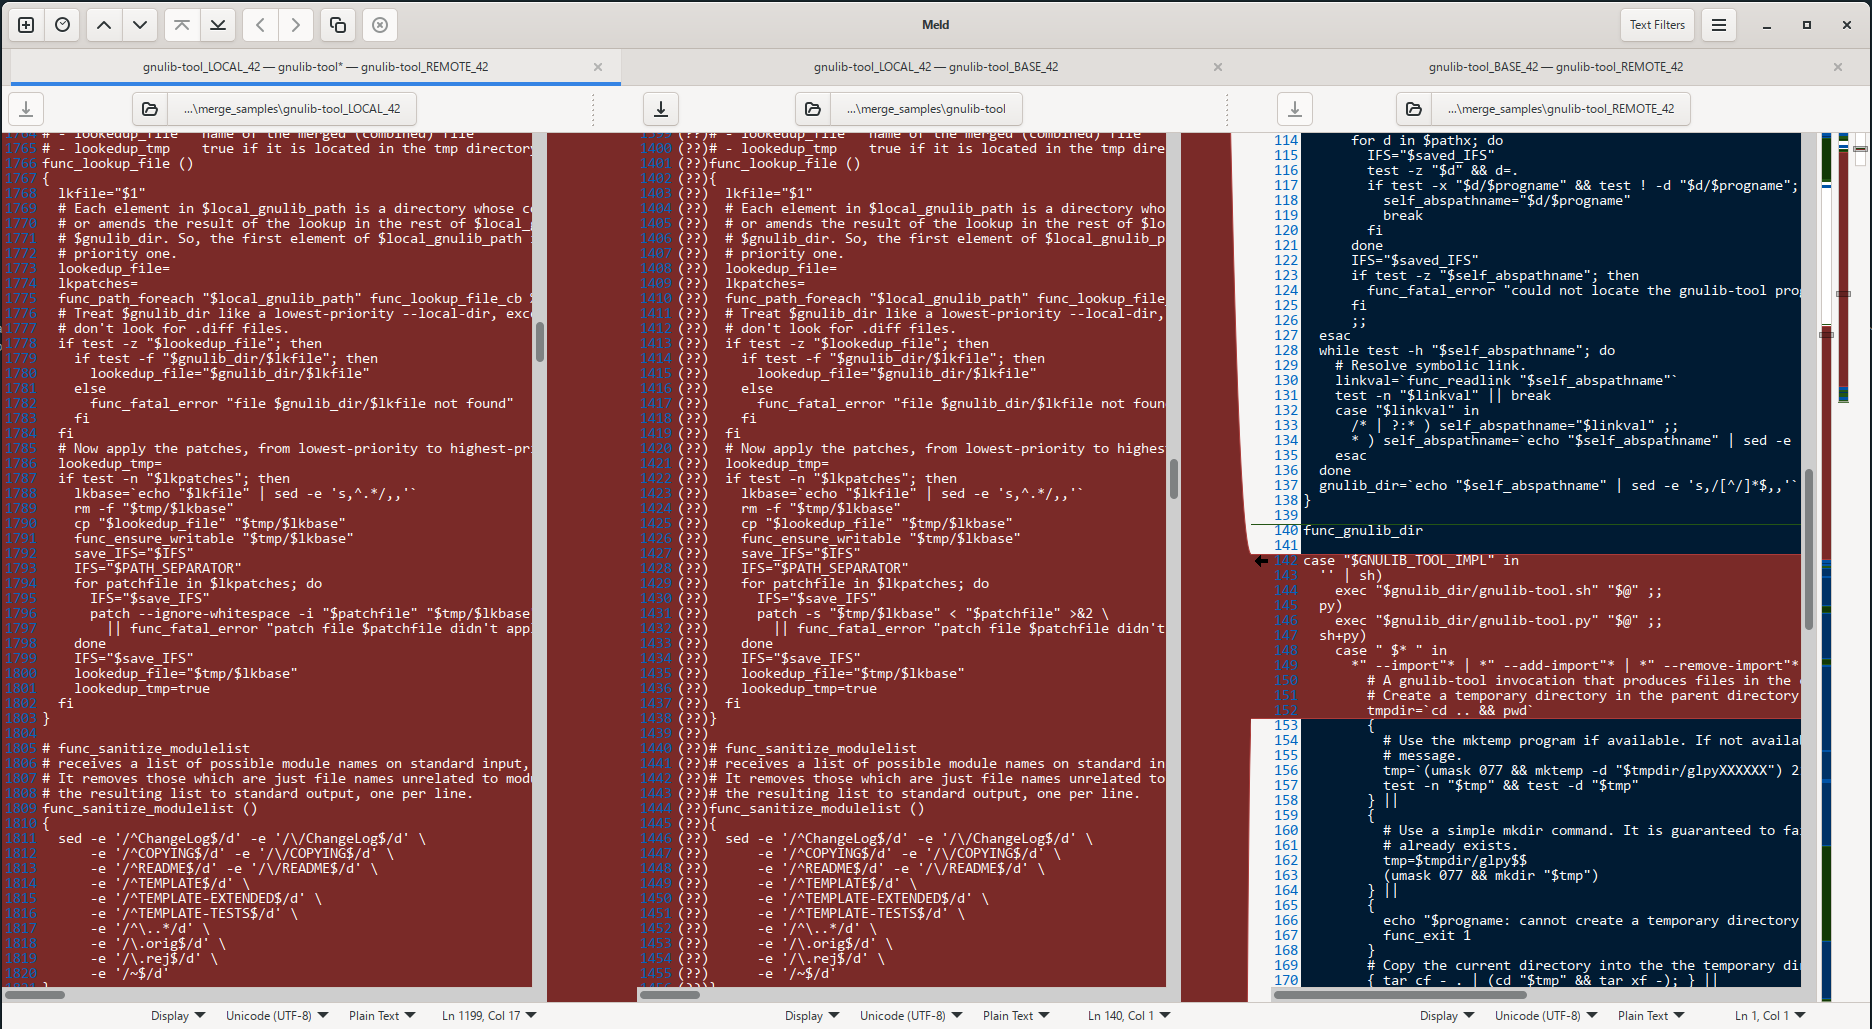 Meld
Text Filters
gnulib-tool_LOCAL_42 — gnulib-tool* — gnulib-tool_REMOTE_42
gnulib-tool_LOCAL_42 — gnulib-tool_BASE_42
gnulib-tool_BASE_42 — gnulib-tool_REMOTE_42
...\merge_samples\gnulib-tool_LOCAL_42
...\merge_samples\gnulib-tool
...\merge_samples\gnulib-tool_REMOTE_42
1764 # - lookedup_file   name of the merged (combined) file
1765 # - lookedup_tmp    true if it is located in the tmp directory
1766 func_lookup_file ()
1767 {
1768   lkfile="$1"
1769   # Each element in $local_gnulib_path is a directory whose c
1770   # or amends the result of the lookup in the rest of $local_
1771   # $gnulib_dir. So, the first element of $local_gnulib_path
1772   # priority one.
1773   lookedup_file=
1774   lkpatches=
1775   func_path_foreach "$local_gnulib_path" func_lookup_file_cb
1776   # Treat $gnulib_dir like a lowest-priority --local-dir, exc
1777   # don't look for .diff files.
1778   if test -z "$lookedup_file"; then
1779     if test -f "$gnulib_dir/$lkfile"; then
1780       lookedup_file="$gnulib_dir/$lkfile"
1781     else
1782       func_fatal_error "file $gnulib_dir/$lkfile not found"
1783     fi
1784   fi
1785   # Now apply the patches, from lowest-priority to highest-pr
1786   lookedup_tmp=
1787   if test -n "$lkpatches"; then
1788     lkbase=`echo "$lkfile" | sed -e 's,^.*/,,'`
1789     rm -f "$tmp/$lkbase"
1790     cp "$lookedup_file" "$tmp/$lkbase"
1791     func_ensure_writable "$tmp/$lkbase"
1792     save_IFS="$IFS"
1793     IFS="$PATH_SEPARATOR"
1794     for patchfile in $lkpatches; do
1795       IFS="$save_IFS"
1796       patch --ignore-whitespace -i "$patchfile" "$tmp/$lkbase
1797         || func_fatal_error "patch file $patchfile didn't app
1798     done
1799     IFS="$save_IFS"
1800     lookedup_file="$tmp/$lkbase"
1801     lookedup_tmp=true
1802   fi
1803 }
1804
1805 # func_sanitize_modulelist
1806 # receives a list of possible module names on standard input,
1807 # It removes those which are just file names unrelated to mod
1808 # the resulting list to standard output, one per line.
1809 func_sanitize_modulelist ()
1810 {
1811   sed -e '/^ChangeLog$/d' -e '/\/ChangeLog$/d' \
1812       -e '/^COPYING$/d' -e '/\/COPYING$/d' \
1813       -e '/^README$/d' -e '/\/README$/d' \
1814       -e '/^TEMPLATE$/d' \
1815       -e '/^TEMPLATE-EXTENDED$/d' \
1816       -e '/^TEMPLATE-TESTS$/d' \
1817       -e '/^\..*/d' \
1818       -e '/\.orig$/d' \
1819       -e '/\.rej$/d' \
1820       -e '/~$/d'
1399 (??)# - lookedup_file   name of the merged (combined) file
1400 (??)# - lookedup_tmp    true if it is located in the tmp dire
1401 (??)func_lookup_file ()
1402 (??){
1403 (??)  lkfile="$1"
1404 (??)  # Each element in $local_gnulib_path is a directory who
1405 (??)  # or amends the result of the lookup in the rest of $lo
1406 (??)  # $gnulib_dir. So, the first element of $local_gnulib_p
1407 (??)  # priority one.
1408 (??)  lookedup_file=
1409 (??)  lkpatches=
1410 (??)  func_path_foreach "$local_gnulib_path" func_lookup_file_
1411 (??)  # Treat $gnulib_dir like a lowest-priority --local-dir,
1412 (??)  # don't look for .diff files.
1413 (??)  if test -z "$lookedup_file"; then
1414 (??)    if test -f "$gnulib_dir/$lkfile"; then
1415 (??)      lookedup_file="$gnulib_dir/$lkfile"
1416 (??)    else
1417 (??)      func_fatal_error "file $gnulib_dir/$lkfile not foun
1418 (??)    fi
1419 (??)  fi
1420 (??)  # Now apply the patches, from lowest-priority to highes
1421 (??)  lookedup_tmp=
1422 (??)  if test -n "$lkpatches"; then
1423 (??)    lkbase=`echo "$lkfile" | sed -e 's,^.*/,,'`
1424 (??)    rm -f "$tmp/$lkbase"
1425 (??)    cp "$lookedup_file" "$tmp/$lkbase"
1426 (??)    func_ensure_writable "$tmp/$lkbase"
1427 (??)    save_IFS="$IFS"
1428 (??)    IFS="$PATH_SEPARATOR"
1429 (??)    for patchfile in $lkpatches; do
1430 (??)      IFS="$save_IFS"
1431 (??)      patch -s "$tmp/$lkbase" < "$patchfile" >&2 \
1432 (??)        || func_fatal_error "patch file $patchfile didn't
1433 (??)    done
1434 (??)    IFS="$save_IFS"
1435 (??)    lookedup_file="$tmp/$lkbase"
1436 (??)    lookedup_tmp=true
1437 (??)  fi
1438 (??)}
1439 (??)
1440 (??)# func_sanitize_modulelist
1441 (??)# receives a list of possible module names on standard in
1442 (??)# It removes those which are just file names unrelated to
1443 (??)# the resulting list to standard output, one per line.
1444 (??)func_sanitize_modulelist ()
1445 (??){
1446 (??)  sed -e '/^ChangeLog$/d' -e '/\/ChangeLog$/d' \
1447 (??)      -e '/^COPYING$/d' -e '/\/COPYING$/d' \
1448 (??)      -e '/^README$/d' -e '/\/README$/d' \
1449 (??)      -e '/^TEMPLATE$/d' \
1450 (??)      -e '/^TEMPLATE-EXTENDED$/d' \
1451 (??)      -e '/^TEMPLATE-TESTS$/d' \
1452 (??)      -e '/^\..*/d' \
1453 (??)      -e '/\.orig$/d' \
1454 (??)      -e '/\.rej$/d' \
1455 (??)      -e '/~$/d'
114       for d in $pathx; do
115         IFS="$saved_IFS"
116         test -z "$d" && d=.
117         if test -x "$d/$progname" && test ! -d "$d/$progname";
118           self_abspathname="$d/$progname"
119           break
120         fi
121       done
122       IFS="$saved_IFS"
123       if test -z "$self_abspathname"; then
124         func_fatal_error "could not locate the gnulib-tool pro
125       fi
126       ;;
127   esac
128   while test -h "$self_abspathname"; do
129     # Resolve symbolic link.
130     linkval=`func_readlink "$self_abspathname"`
131     test -n "$linkval" || break
132     case "$linkval" in
133       /* | ?:* ) self_abspathname="$linkval" ;;
134       * ) self_abspathname=`echo "$self_abspathname" | sed -e
135     esac
136   done
137   gnulib_dir=`echo "$self_abspathname" | sed -e 's,/[^/]*$,,'`
138 }
139
140 func_gnulib_dir
141
142 case "$GNULIB_TOOL_IMPL" in
143   '' | sh)
144     exec "$gnulib_dir/gnulib-tool.sh" "$@" ;;
145   py)
146     exec "$gnulib_dir/gnulib-tool.py" "$@" ;;
147   sh+py)
148     case " $* " in
149       *" --import"* | *" --add-import"* | *" --remove-import"*
150         # A gnulib-tool invocation that produces files in the
151         # Create a temporary directory in the parent directory
152         tmpdir=`cd .. && pwd`
153         {
154           # Use the mktemp program if available. If not availa
155           # message.
156           tmp=`(umask 077 && mktemp -d "$tmpdir/glpyXXXXXX") 2
157           test -n "$tmp" && test -d "$tmp"
158         } ||
159         {
160           # Use a simple mkdir command. It is guaranteed to fa
161           # already exists.
162           tmp=$tmpdir/glpy$$
163           (umask 077 && mkdir "$tmp")
164         } ||
165         {
166           echo "$progname: cannot create a temporary directory
167           func_exit 1
168         }
169         # Copy the current directory into the the temporary di
170         { tar cf - . | (cd "$tmp" && tar xf -); } ||
Display Unicode (UTF-8) Plain Text Ln 1199, Col 17
Display Unicode (UTF-8) Plain Text Ln 140, Col 1
Display Unicode (UTF-8) Plain Text Ln 1, Col 1